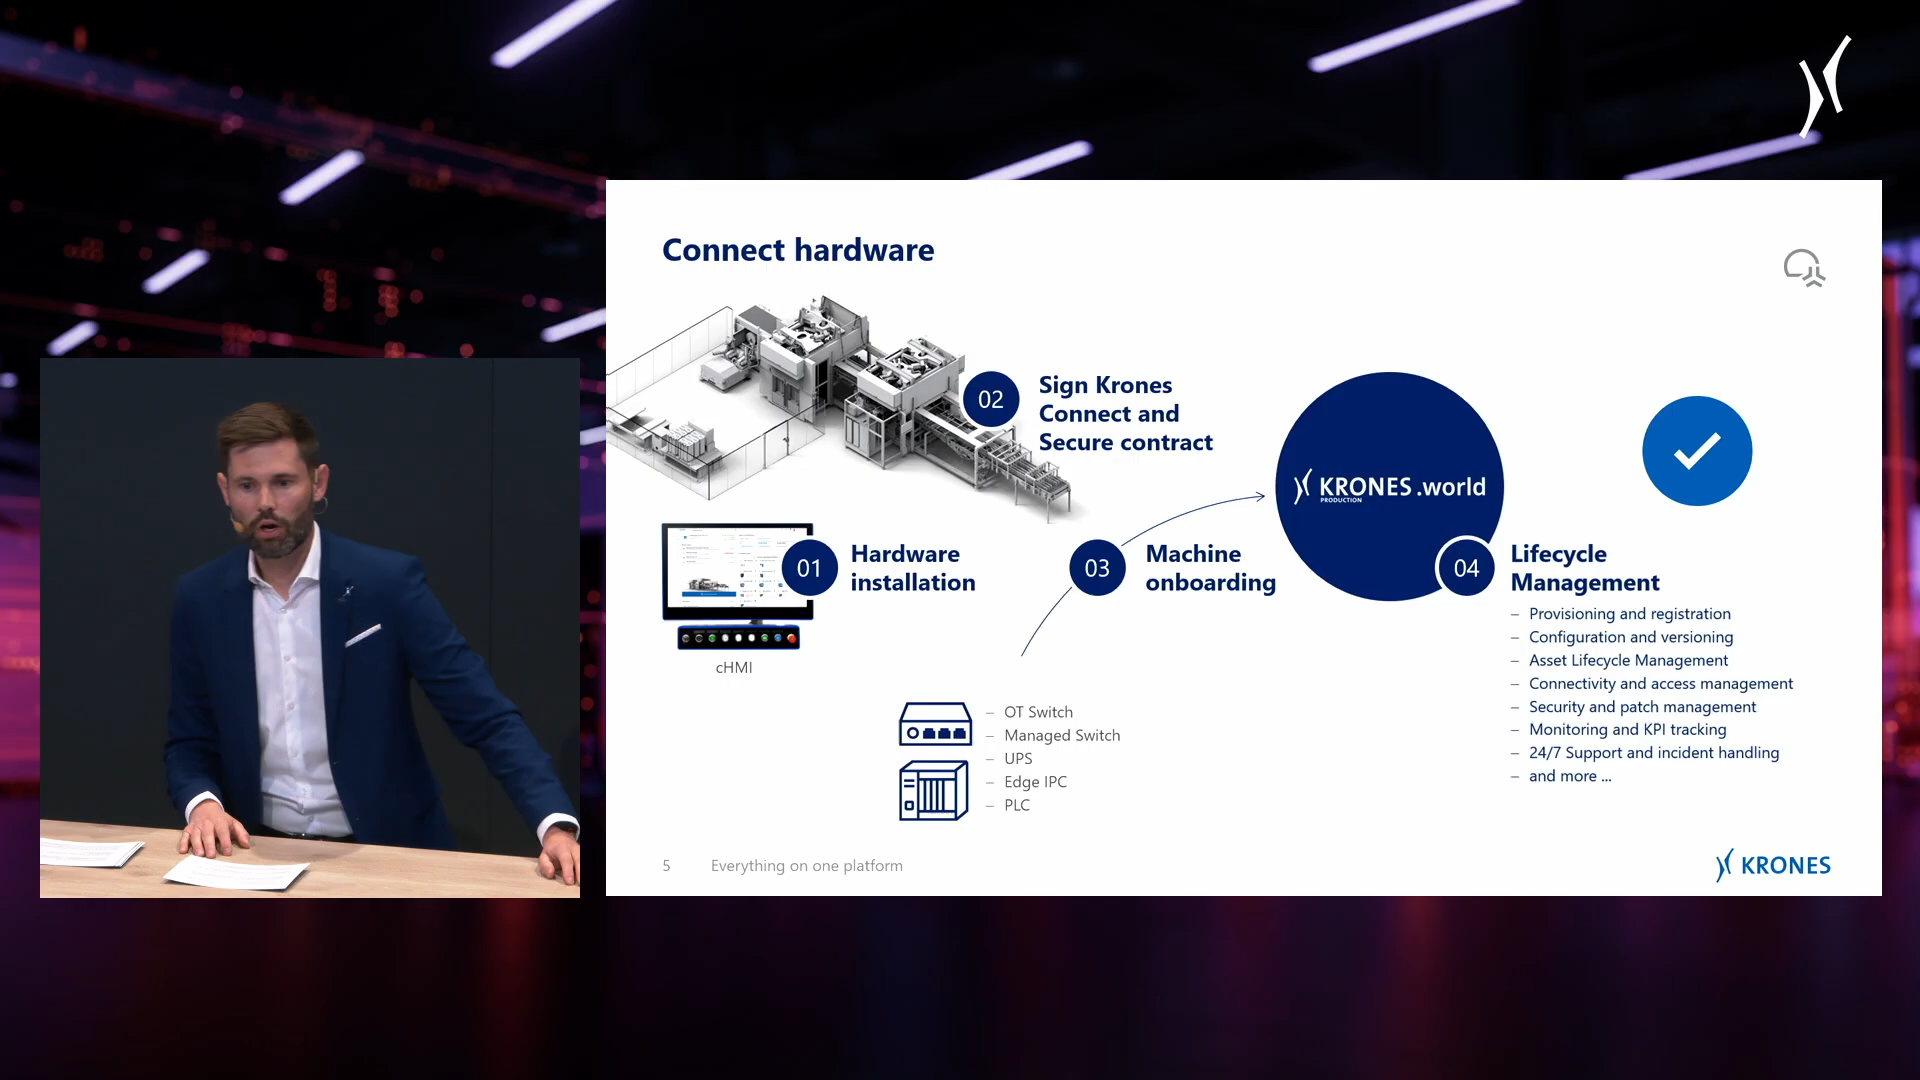 Connect hardware
02
Sign Krones
Connect and
Secure contract
KRONES.world
PRODUCTION
01
Hardware
installation
03
Machine
onboarding
04
Lifecycle
Management
– Provisioning and registration
– Configuration and versioning
– Asset Lifecycle Management
– Connectivity and access management
– Security and patch management
– Monitoring and KPI tracking
– 24/7 Support and incident handling
– and more ...
cHMI
– OT Switch
– Managed Switch
– UPS
– Edge IPC
– PLC
5
Everything on one platform
KRONES